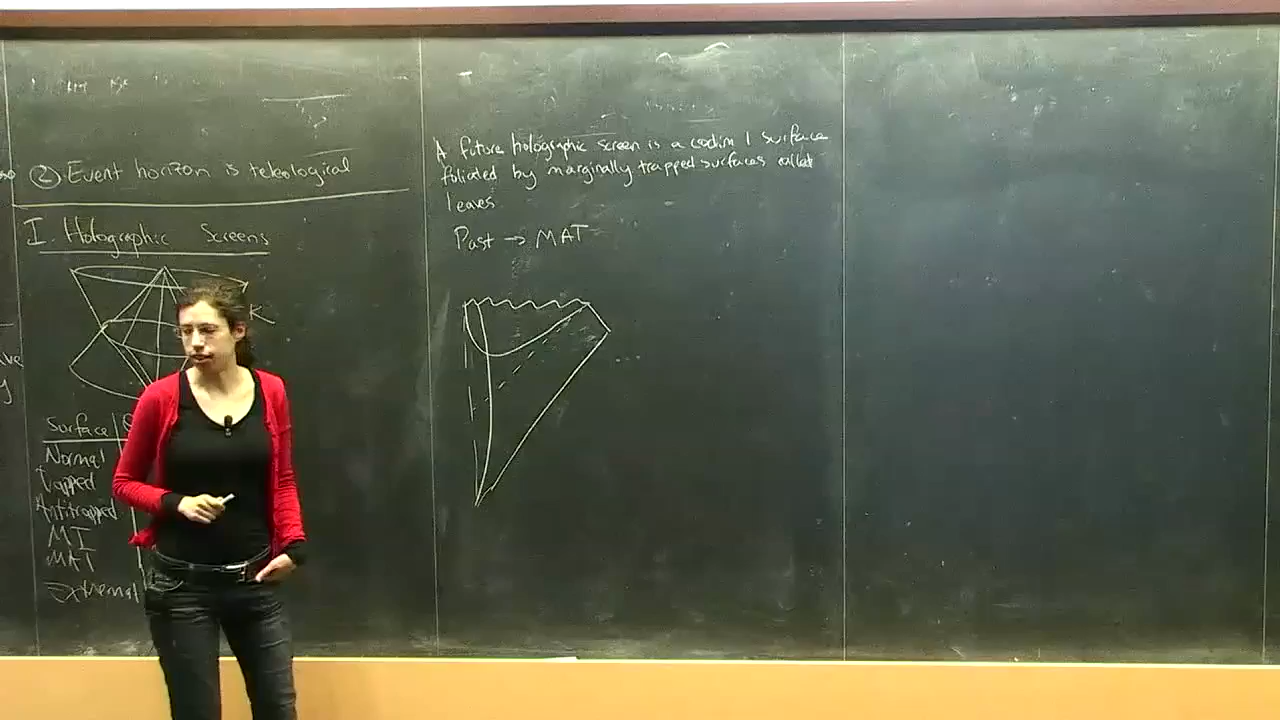 ② Event horizon is teleological
I. Holographic Screens
K
Surface
Normal
Trapped
Antitrapped
MT
MAT
Extremal
A future holographic screen is a codim 1 surface
foliated by marginally trapped surfaces called
leaves.
Past → MAT